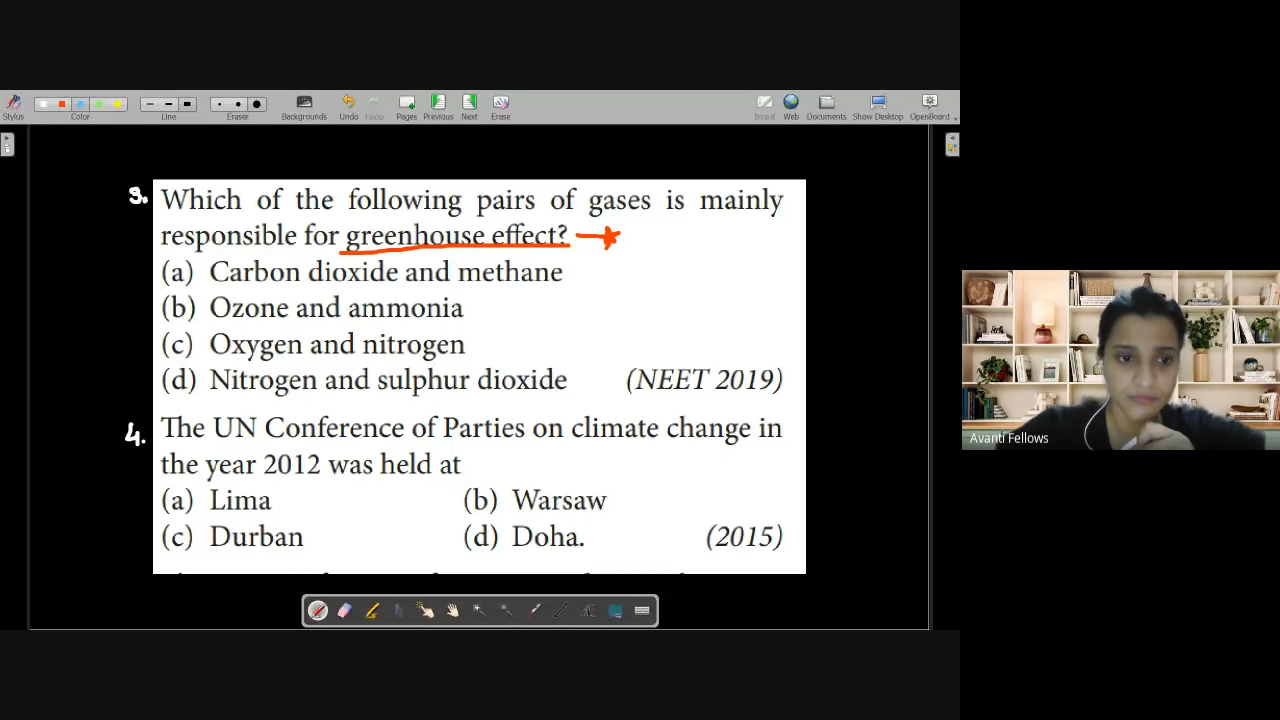 Stylus Color Line Eraser Backgrounds Undo Redo Pages Previous Next Erase Board Web Documents Show Desktop OpenBoard
3. Which of the following pairs of gases is mainly
responsible for greenhouse effect?
(a) Carbon dioxide and methane
(b) Ozone and ammonia
(c) Oxygen and nitrogen
(d) Nitrogen and sulphur dioxide (NEET 2019)
4. The UN Conference of Parties on climate change in
the year 2012 was held at
(a) Lima (b) Warsaw
(c) Durban (d) Doha. (2015)
Avanti Fellows